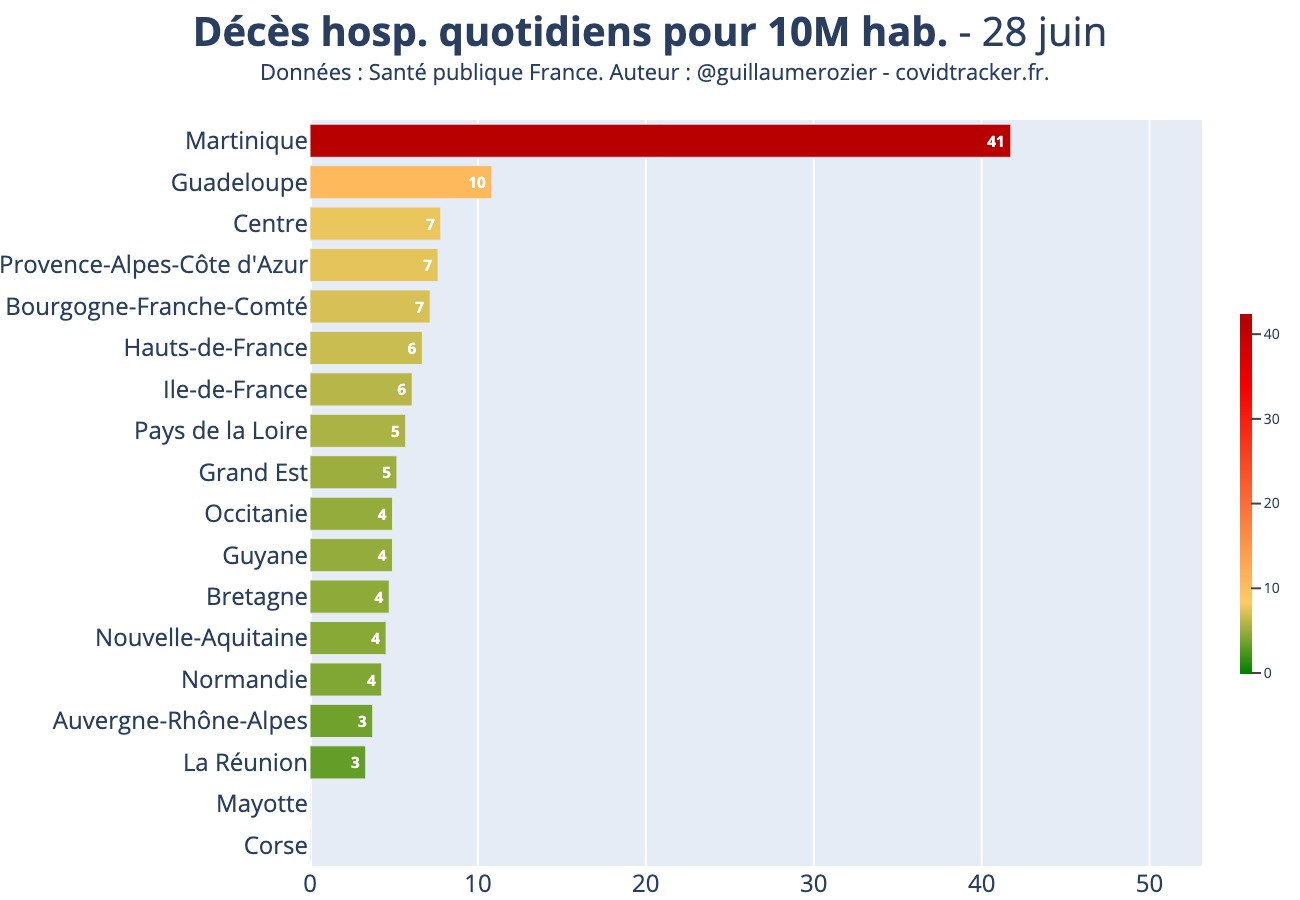 Décès hosp. quotidiens pour 10M hab. - 28 juin
Données : Santé publique France. Auteur : @guillaumerozier - covidtracker.fr.
Martinique 41
Guadeloupe 10
Centre 7
Provence-Alpes-Côte d'Azur 7
Bourgogne-Franche-Comté 7
Hauts-de-France 6
Ile-de-France 6
Pays de la Loire 5
Grand Est 5
Occitanie 4
Guyane 4
Bretagne 4
Nouvelle-Aquitaine 4
Normandie 4
Auvergne-Rhône-Alpes 3
La Réunion 3
Mayotte
Corse
0 10 20 30 40 50
40
30
20
10
0